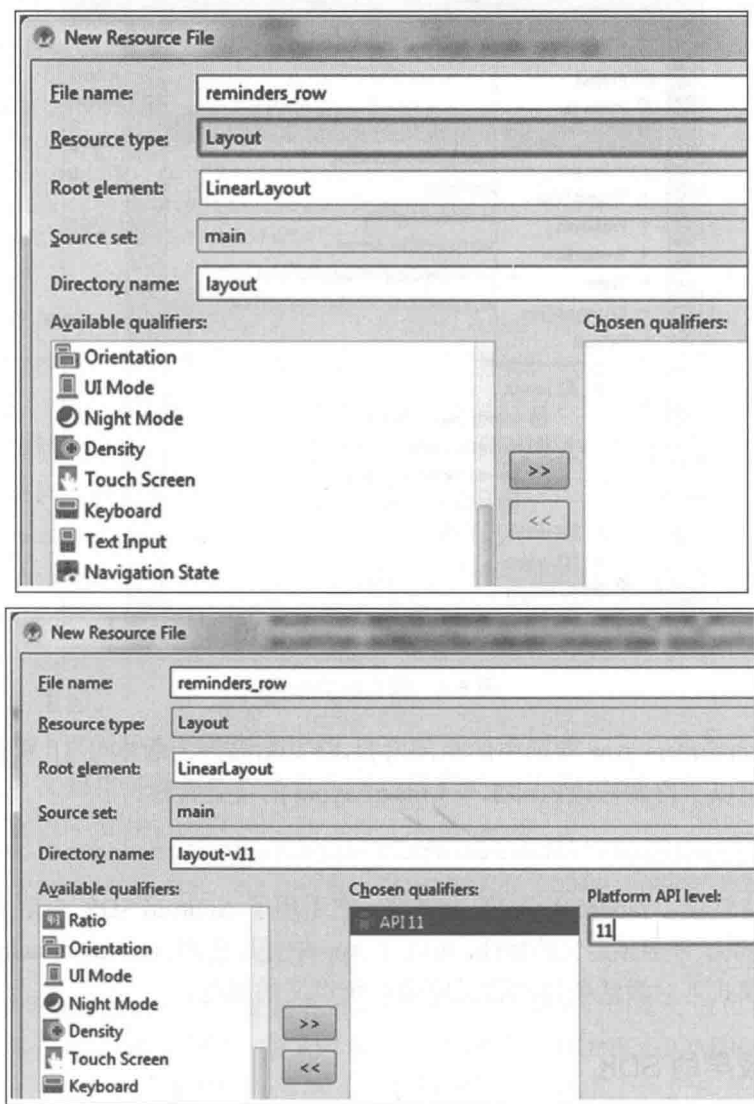 New Resource File
File name: reminders_row
Resource type: Layout
Root element: LinearLayout
Source set: main
Directory name: layout
Available qualifiers: Chosen qualifiers:
Orientation
UI Mode
Night Mode
Density
Touch Screen
Keyboard
Text Input
Navigation State
>>
<<
New Resource File
File name: reminders_row
Resource type: Layout
Root element: LinearLayout
Source set: main
Directory name: layout-v11
Available qualifiers: Chosen qualifiers: Platform API level:
Ratio
Orientation
UI Mode
Night Mode
Density
Touch Screen
Keyboard
>>
<<
API 11
11